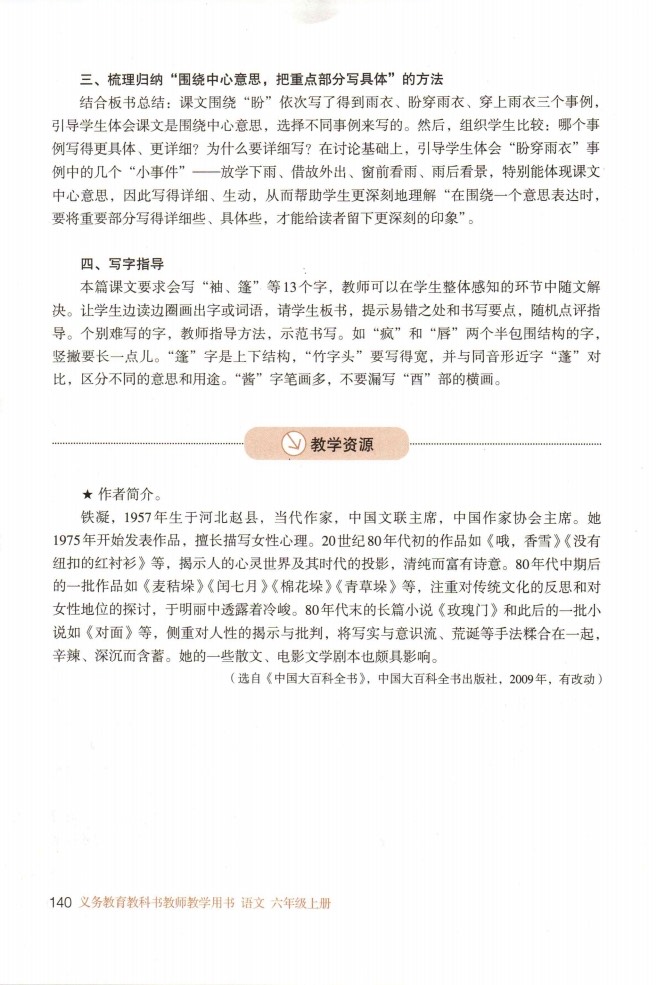 三、梳理归纳“围绕中心意思，把重点部分写具体”的方法
结合板书总结：课文围绕“盼”依次写了得到雨衣、盼穿雨衣、穿上雨衣三个事例，
引导学生体会课文是围绕中心意思，选择不同事例来写的。然后，组织学生比较：哪个事
例写得更具体、更详细？为什么要详细写？在讨论基础上，引导学生体会“盼穿雨衣”事
例中的几个“小事件”——放学下雨、借故外出、窗前看雨、雨后看景，特别能体现课文
中心意思，因此写得详细、生动，从而帮助学生更深刻地理解“在围绕一个意思表达时，
要将重要部分写得详细些、具体些，才能给读者留下更深刻的印象”。
四、写字指导
本篇课文要求会写“袖、篷”等13个字，教师可以在学生整体感知的环节中随文解
决。让学生边读边圈画出字或词语，请学生板书，提示易错之处和书写要点，随机点评指
导。个别难写的字，教师指导方法，示范书写。如“疯”和“唇”两个半包围结构的字，
竖撇要长一点儿。“篷”字是上下结构，“竹字头”要写得宽，并与同音形近字“蓬”对
比，区分不同的意思和用途。“酱”字笔画多，不要漏写“酉”部的横画。
教学资源
★ 作者简介。
铁凝，1957年生于河北赵县，当代作家，中国文联主席，中国作家协会主席。她
1975年开始发表作品，擅长描写女性心理。20世纪80年代初的作品如《哦，香雪》《没有
纽扣的红衬衫》等，揭示人的心灵世界及其时代的投影，清纯而富有诗意。80年代中期后
的一批作品如《麦秸垛》《闰七月》《棉花垛》《青草垛》等，注重对传统文化的反思和对
女性地位的探讨，于明丽中透露着冷峻。80年代末的长篇小说《玫瑰门》和此后的一批小
说如《对面》等，侧重对人性的揭示与批判，将写实与意识流、荒诞等手法糅合在一起，
辛辣、深沉而含蓄。她的一些散文、电影文学剧本也颇具影响。
（选自《中国大百科全书》，中国大百科全书出版社，2009年，有改动）
140 义务教育教科书教师教学用书 语文 六年级上册